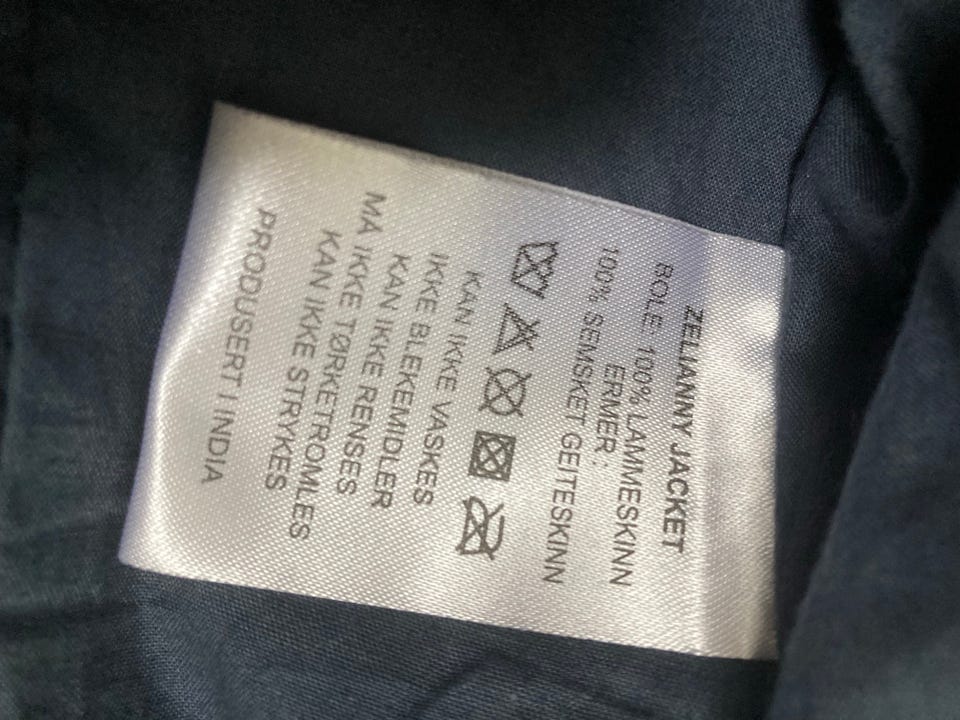 ZELIANNY JACKET
BOLE: 100% LAMMESKINN
ERMER:
100% SEMSKET GEITESKINN
KAN IKKE VASKES
IKKE BLEKEMIDLER
KAN IKKE RENSES
MA IKKE TØRKETROMLES
KAN IKKE STRYKES
PRODUSERT I INDIA